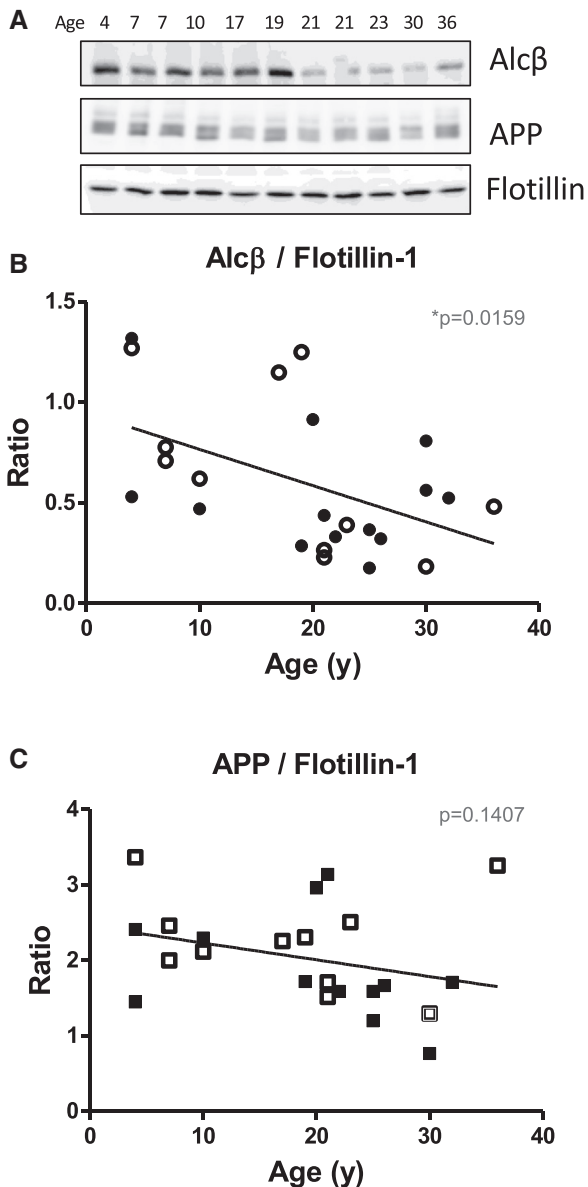 A
Age 4 7 7 10 17 19 21 21 23 30 36
Alcβ
APP
Flotillin
B
Alcβ / Flotillin-1
*p=0.0159
1.5
1.0
0.5
0.0
Ratio
0 10 20 30 40
Age (y)
C
APP / Flotillin-1
p=0.1407
4
3
2
1
0
Ratio
0 10 20 30 40
Age (y)